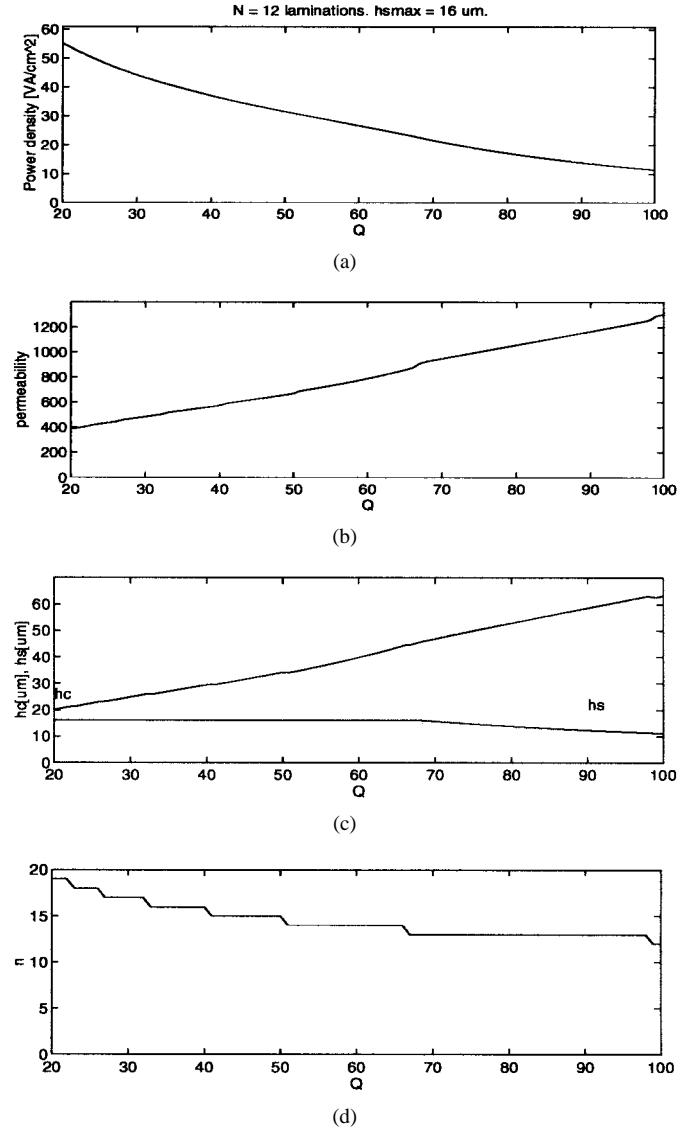 N = 12 laminations. hsmax = 16 um.
60
50
40
30
20
10
0
Power density [VA/cm^2]
20 30 40 50 60 70 80 90 100
Q
(a)
1200
1000
800
600
400
200
0
permeability
20 30 40 50 60 70 80 90 100
Q
(b)
60
50
40
30
20
10
0
hc[um], hs[um]
hc
hs
20 30 40 50 60 70 80 90 100
Q
(c)
20
15
10
5
0
n
20 30 40 50 60 70 80 90 100
Q
(d)